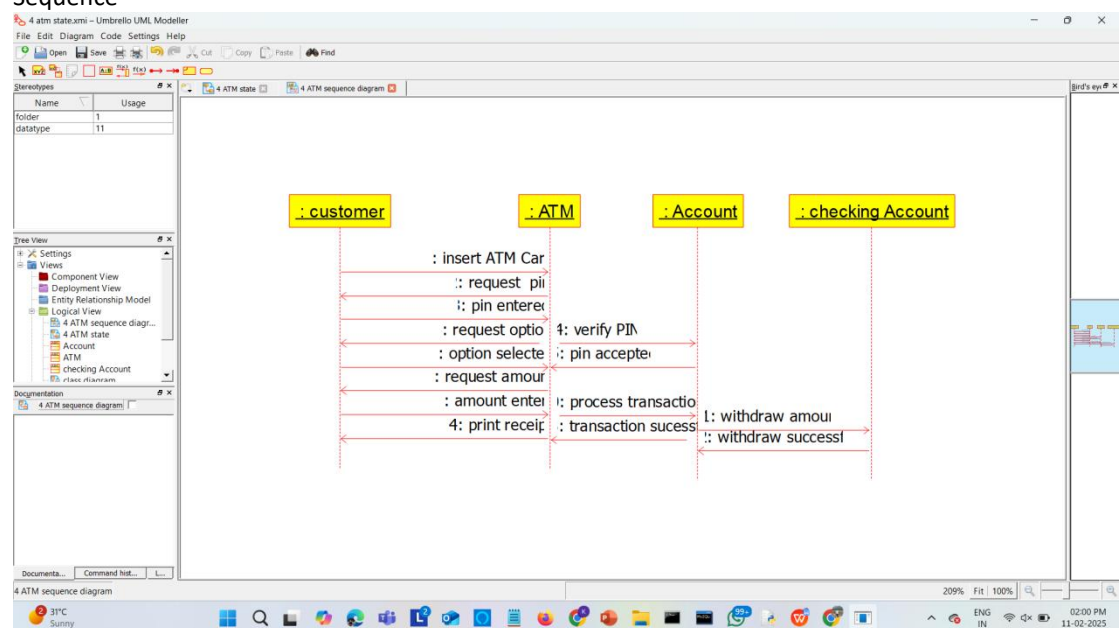 Sequence
4 atm state.xmi – Umbrello UML Modeller
File Edit Diagram Code Settings Help
Open Save Cut Copy Paste Find
Stereotypes
Name Usage
folder 1
datatype 11
4 ATM state
4 ATM sequence diagram
Bird's eye
: customer
: ATM
: Account
: checking Account
: insert ATM Car
: request pi
: pin entered
: request optio 4: verify PIN
: option selecte : pin accepte
: request amour
: amount enter : process transactio
1: withdraw amour
4: print receip : transaction sucess
: withdraw successf
Tree View
Settings
Views
Component View
Deployment View
Entity Relationship Model
Logical View
4 ATM sequence diagr...
4 ATM state
Account
ATM
checking Account
class diagram
Documentation
4 ATM sequence diagram
Documenta... Command hist... L...
4 ATM sequence diagram
209% Fit 100%
2
31°C
Sunny
99+
ENG
IN
02:00 PM
11-02-2025